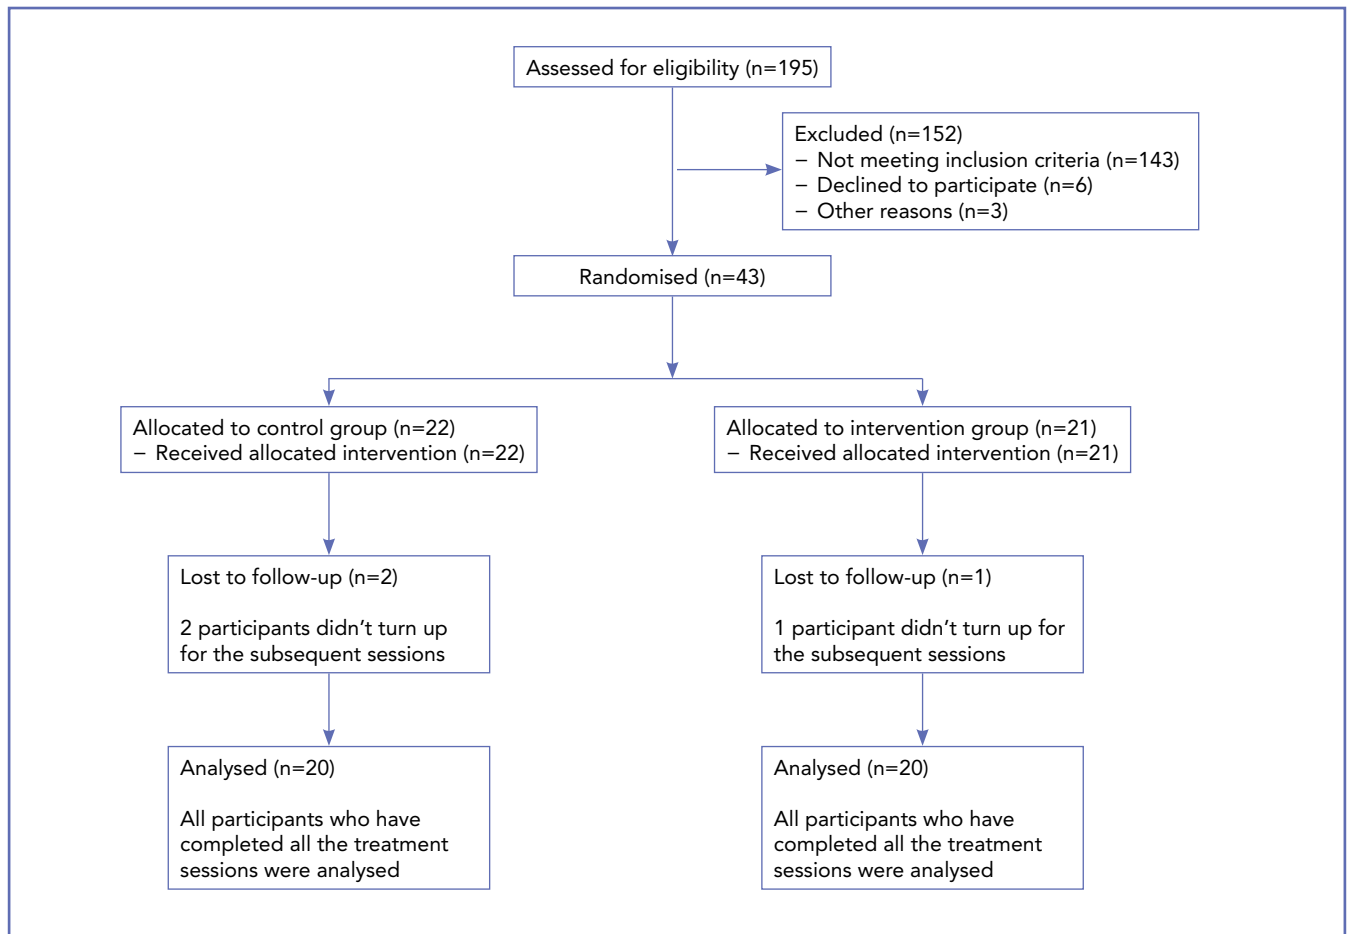 Assessed for eligibility (n=195)
Excluded (n=152)
– Not meeting inclusion criteria (n=143)
– Declined to participate (n=6)
– Other reasons (n=3)
Randomised (n=43)
Allocated to control group (n=22)
– Received allocated intervention (n=22)
Allocated to intervention group (n=21)
– Received allocated intervention (n=21)
Lost to follow-up (n=2)
2 participants didn’t turn up
for the subsequent sessions
Lost to follow-up (n=1)
1 participant didn’t turn up for
the subsequent sessions
Analysed (n=20)
All participants who have
completed all the treatment
sessions were analysed
Analysed (n=20)
All participants who have
completed all the treatment
sessions were analysed